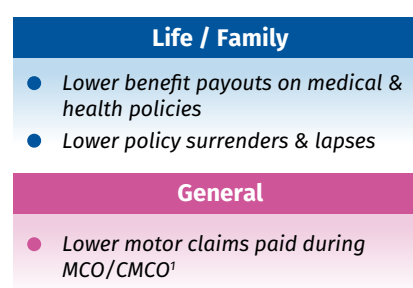 Life / Family
Lower benefit payouts on medical &
health policies
Lower policy surrenders & lapses
General
Lower motor claims paid during
MCO/CMCO¹